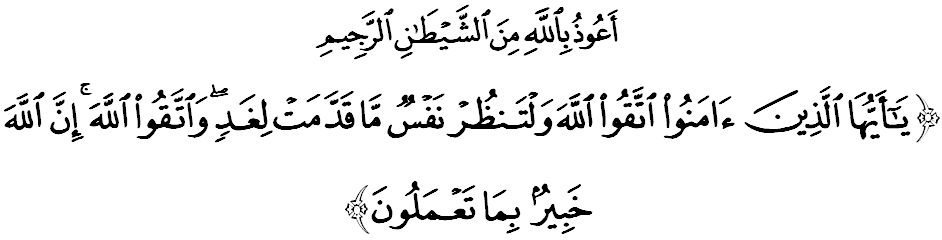 أَعُوذُ بِاللَّهِ مِنَ الشَّيْطَانِ الرَّجِيمِ
﴿ يَٰٓأَيُّهَا ٱلَّذِينَ ءَامَنُوا۟ ٱتَّقُوا۟ ٱللَّهَ وَلْتَنظُرْ نَفْسٌ مَّا قَدَّمَتْ لِغَدٍ ۖ وَٱتَّقُوا۟ ٱللَّهَ ۚ إِنَّ ٱللَّهَ
خَبِيرٌۢ بِمَا تَعْمَلُونَ ﴾